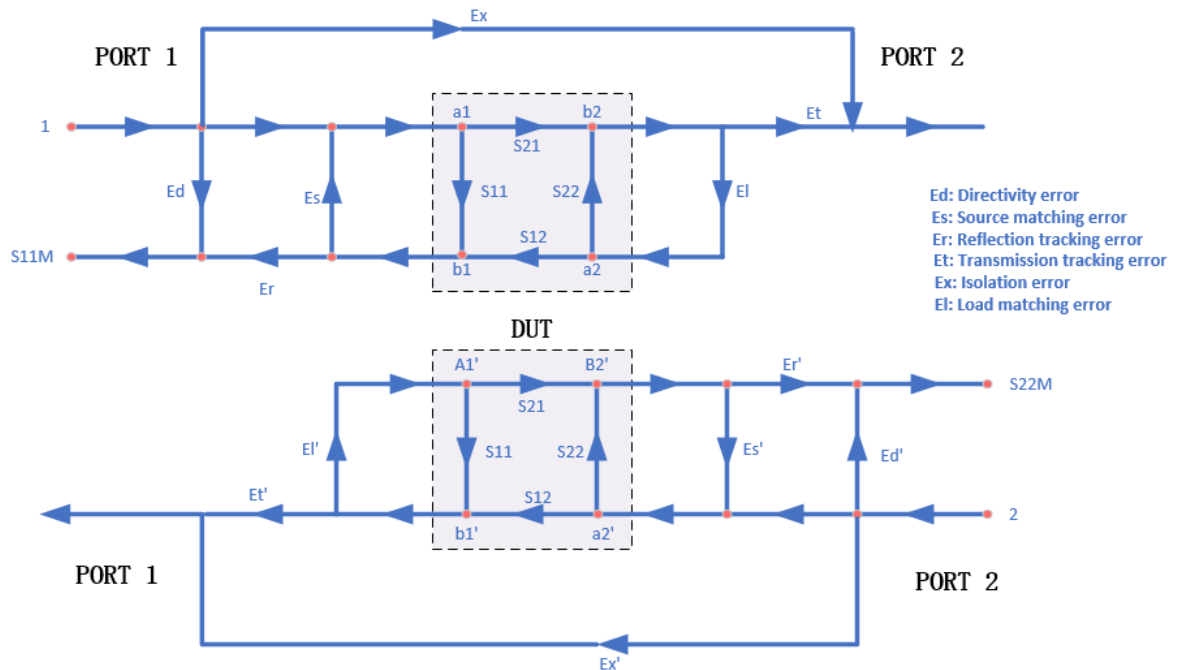 Ex
PORT 1
PORT 2
1
a1
b2
Et
S21
Ed
Es
S11
S22
El
S12
S11M
Er
b1
a2
Ed: Directivity error
Es: Source matching error
Er: Reflection tracking error
Et: Transmission tracking error
Ex: Isolation error
El: Load matching error
DUT
A1'
B2'
Er'
S22M
S21
El'
S11
S22
Es'
Ed'
Et'
S12
b1'
a2'
2
PORT 1
PORT 2
Ex'